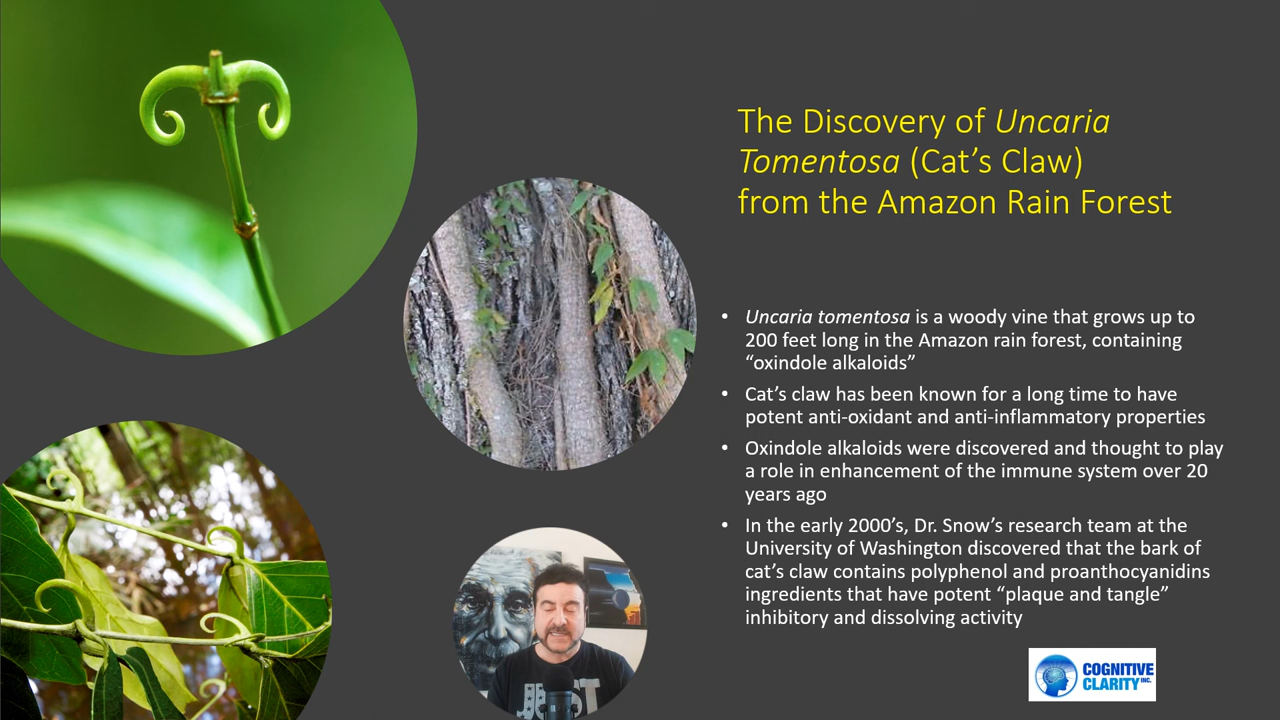 The Discovery of Uncaria
Tomentosa (Cat’s Claw)
from the Amazon Rain Forest
• Uncaria tomentosa is a woody vine that grows up to
200 feet long in the Amazon rain forest, containing
“oxindole alkaloids”
• Cat’s claw has been known for a long time to have
potent anti-oxidant and anti-inflammatory properties
• Oxindole alkaloids were discovered and thought to play
a role in enhancement of the immune system over 20
years ago
• In the early 2000’s, Dr. Snow’s research team at the
University of Washington discovered that the bark of
cat’s claw contains polyphenol and proanthocyanidins
ingredients that have potent “plaque and tangle”
inhibitory and dissolving activity
COGNITIVE
CLARITY INC.